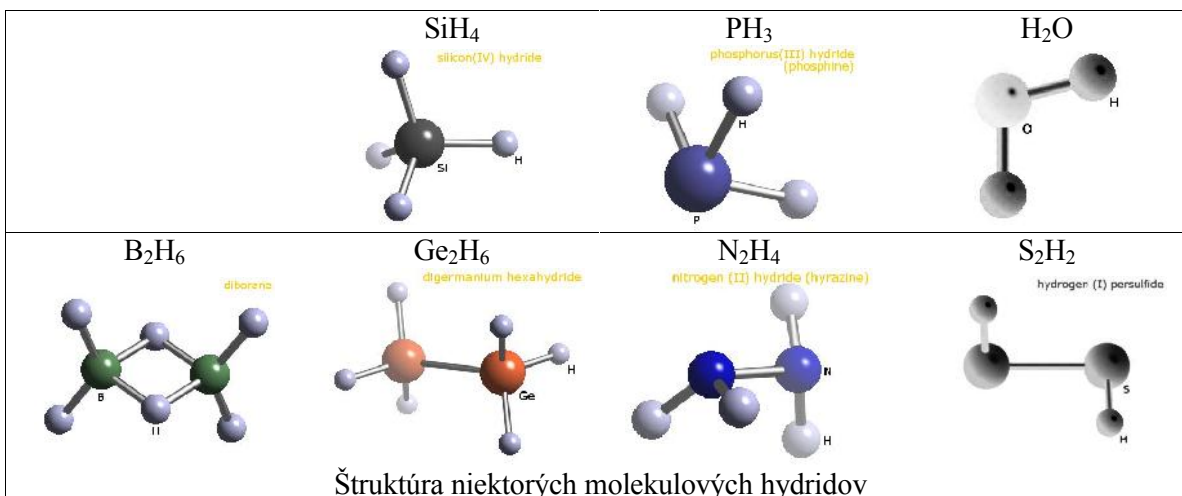 SiH₄
silicon(IV) hydride
Si
H
PH₃
phosphorus(III) hydride
(phosphine)
H
P
H₂O
H
O
B₂H₆
diborane
B
H
Ge₂H₆
digermanium hexahydride
H
Ge
N₂H₄
nitrogen (II) hydride (hyrazine)
N
H
S₂H₂
hydrogen (I) persulfide
S
H
Štruktúra niektorých molekulových hydridov